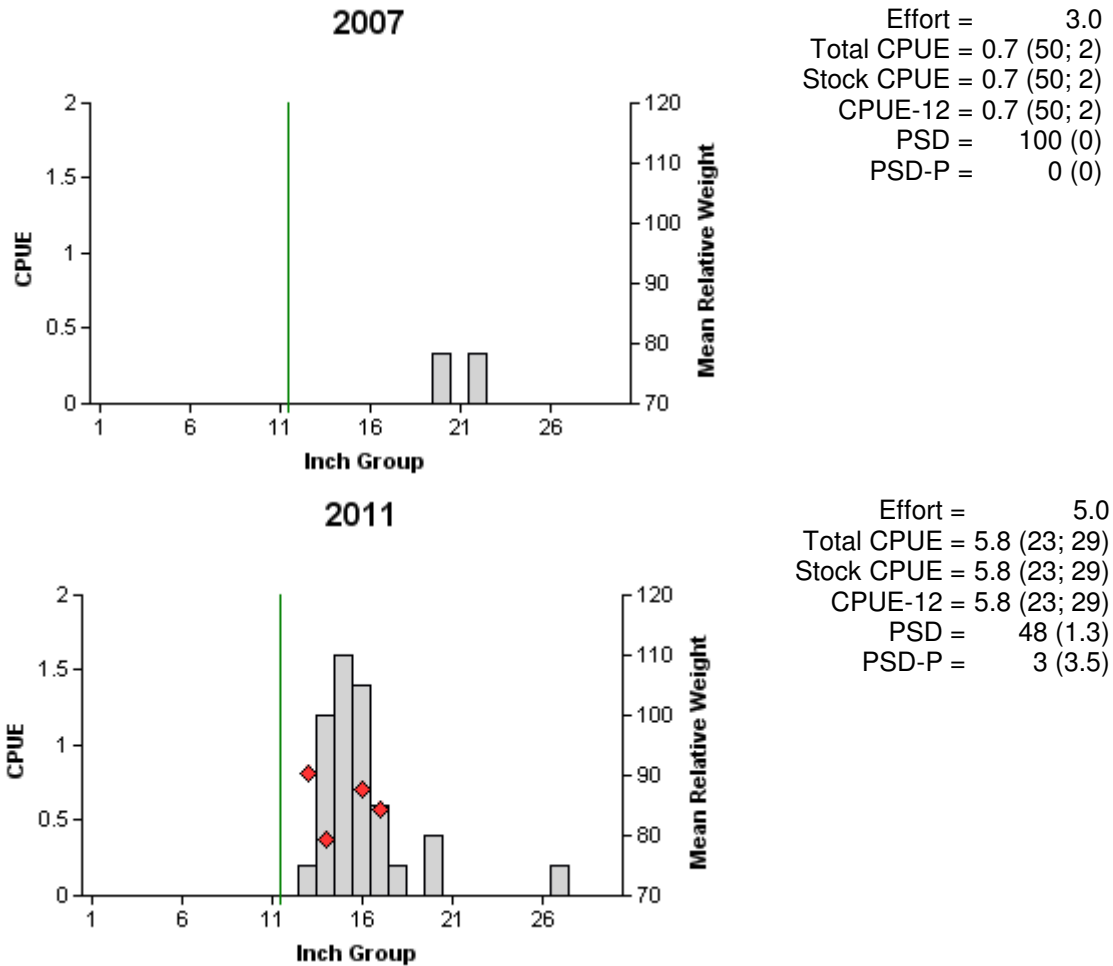 2007
Effort = 3.0
Total CPUE = 0.7 (50; 2)
Stock CPUE = 0.7 (50; 2)
CPUE-12 = 0.7 (50; 2)
PSD = 100 (0)
PSD-P = 0 (0)
2
1.5
1
0.5
0
CPUE
120
110
100
90
80
70
Mean Relative Weight
1 6 11 16 21 26
Inch Group
2011
Effort = 5.0
Total CPUE = 5.8 (23; 29)
Stock CPUE = 5.8 (23; 29)
CPUE-12 = 5.8 (23; 29)
PSD = 48 (1.3)
PSD-P = 3 (3.5)
2
1.5
1
0.5
0
CPUE
120
110
100
90
80
70
Mean Relative Weight
1 6 11 16 21 26
Inch Group